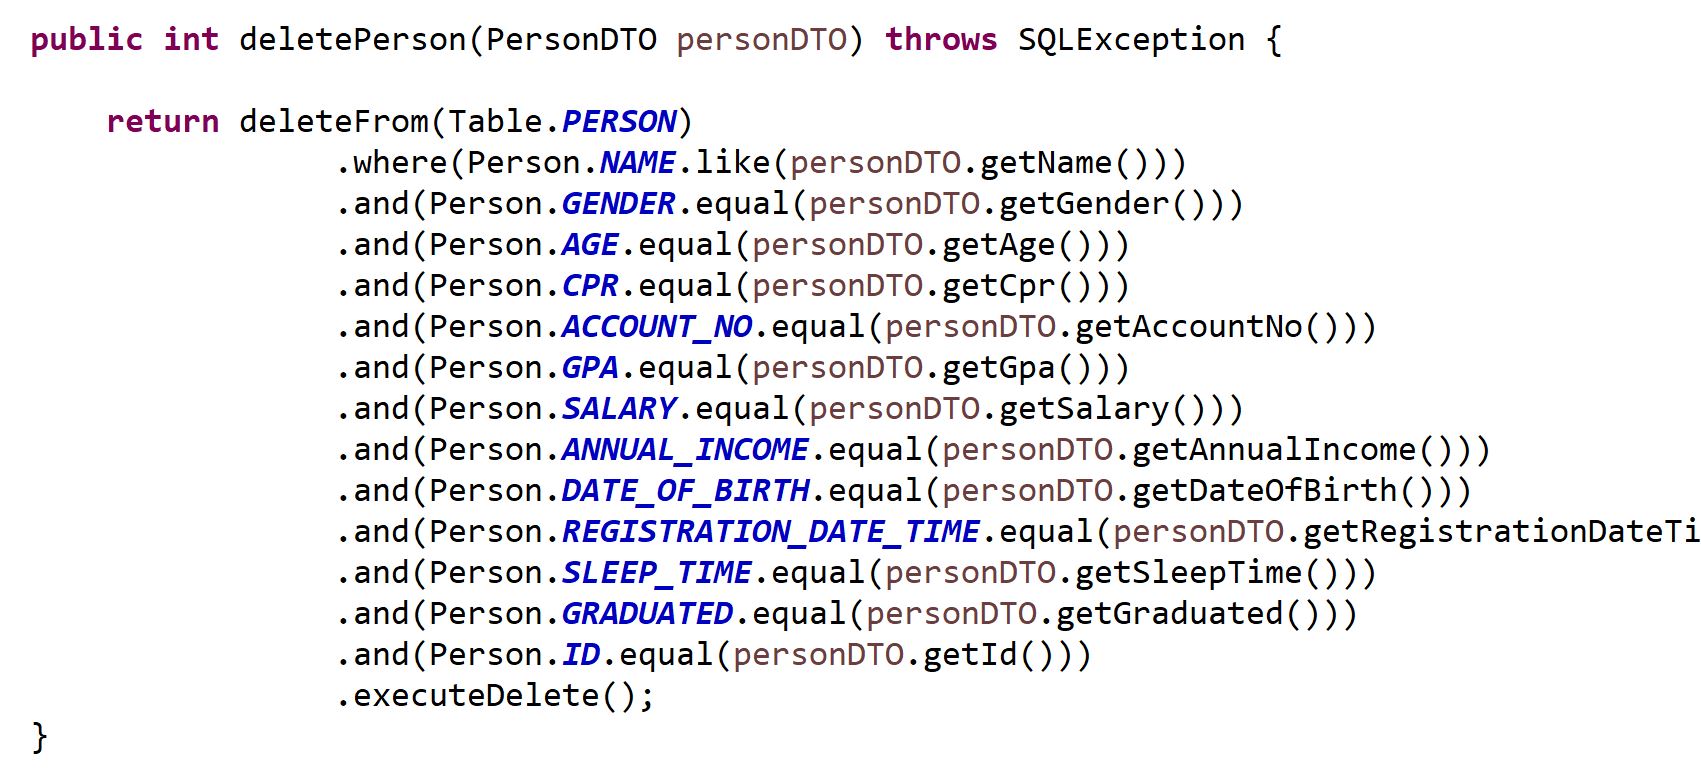 public int deletePerson(PersonDTO personDTO) throws SQLException {
return deleteFrom(Table.PERSON)
.where(Person.NAME.like(personDTO.getName()))
.and(Person.GENDER.equal(personDTO.getGender()))
.and(Person.AGE.equal(personDTO.getAge()))
.and(Person.CPR.equal(personDTO.getCpr()))
.and(Person.ACCOUNT_NO.equal(personDTO.getAccountNo()))
.and(Person.GPA.equal(personDTO.getGpa()))
.and(Person.SALARY.equal(personDTO.getSalary()))
.and(Person.ANNUAL_INCOME.equal(personDTO.getAnnualIncome()))
.and(Person.DATE_OF_BIRTH.equal(personDTO.getDateOfBirth()))
.and(Person.REGISTRATION_DATE_TIME.equal(personDTO.getRegistrationDateTi
.and(Person.SLEEP_TIME.equal(personDTO.getSleepTime()))
.and(Person.GRADUATED.equal(personDTO.getGraduated()))
.and(Person.ID.equal(personDTO.getId()))
.executeDelete();
}